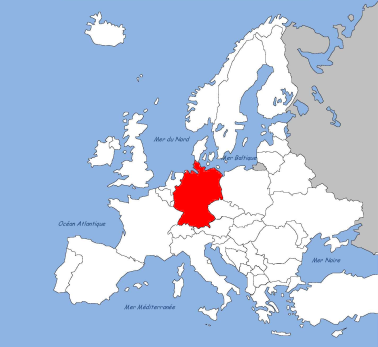 Mer du Nord
Mer Baltique
Océan Atlantique
Mer Noire
Mer Méditerranée